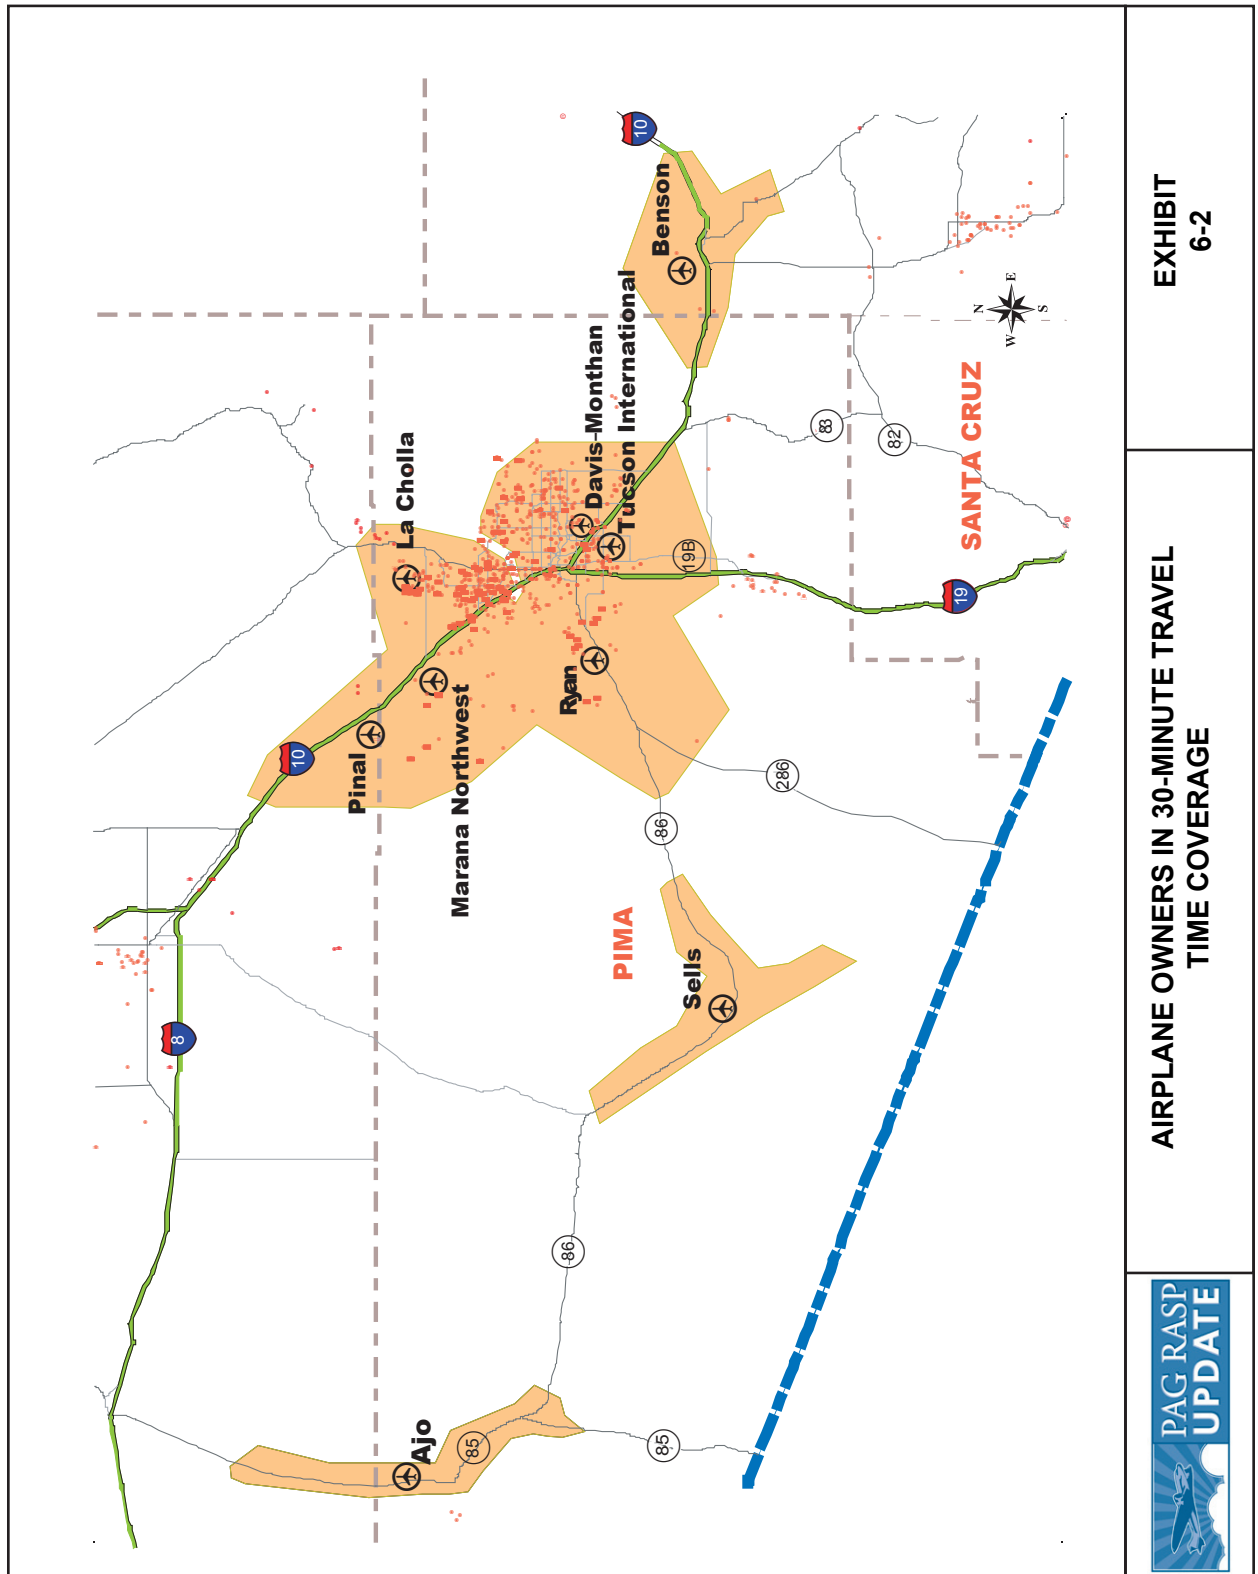 10
Benson
Davis-Monthan
Tucson International
La Cholla
Pinal
Marana Northwest
Ryan
10
19B
83
82
SANTA CRUZ
N
E
S
W
19
286
86
PIMA
Sells
8
86
Ajo
85
85
EXHIBIT
6-2
AIRPLANE OWNERS IN 30-MINUTE TRAVEL
TIME COVERAGE
PAG RASP
UPDATE